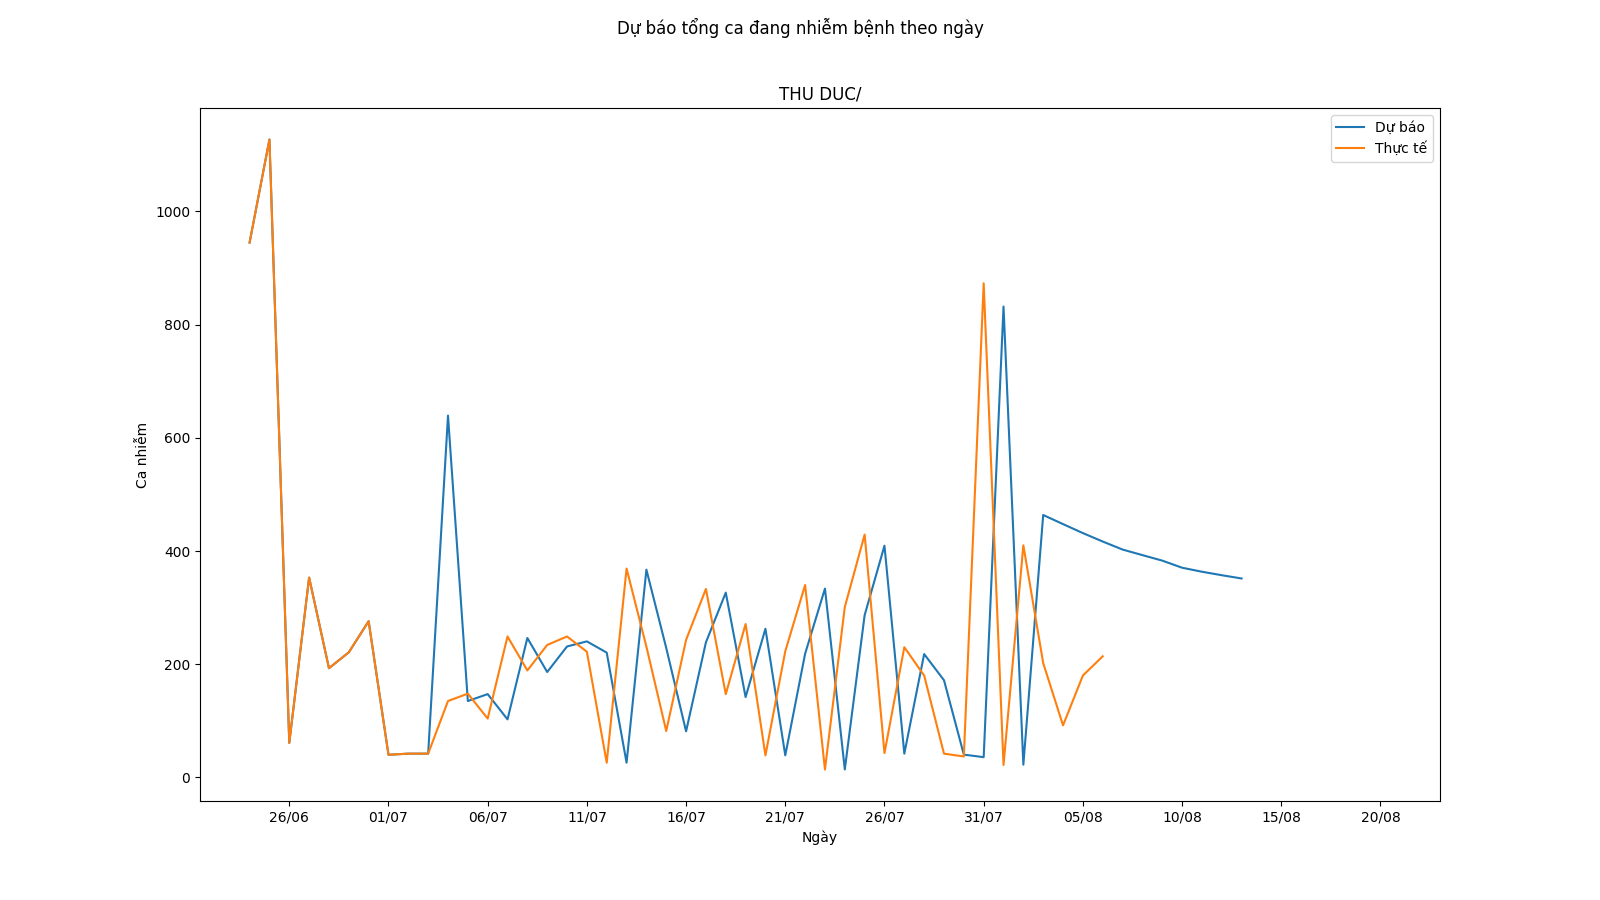 Dự báo tổng ca đang nhiễm bệnh theo ngày
THU DUC/
Dự báo
Thực tế
Ca nhiễm
1000
800
600
400
200
0
26/06 01/07 06/07 11/07 16/07 21/07 26/07 31/07 05/08 10/08 15/08 20/08
Ngày